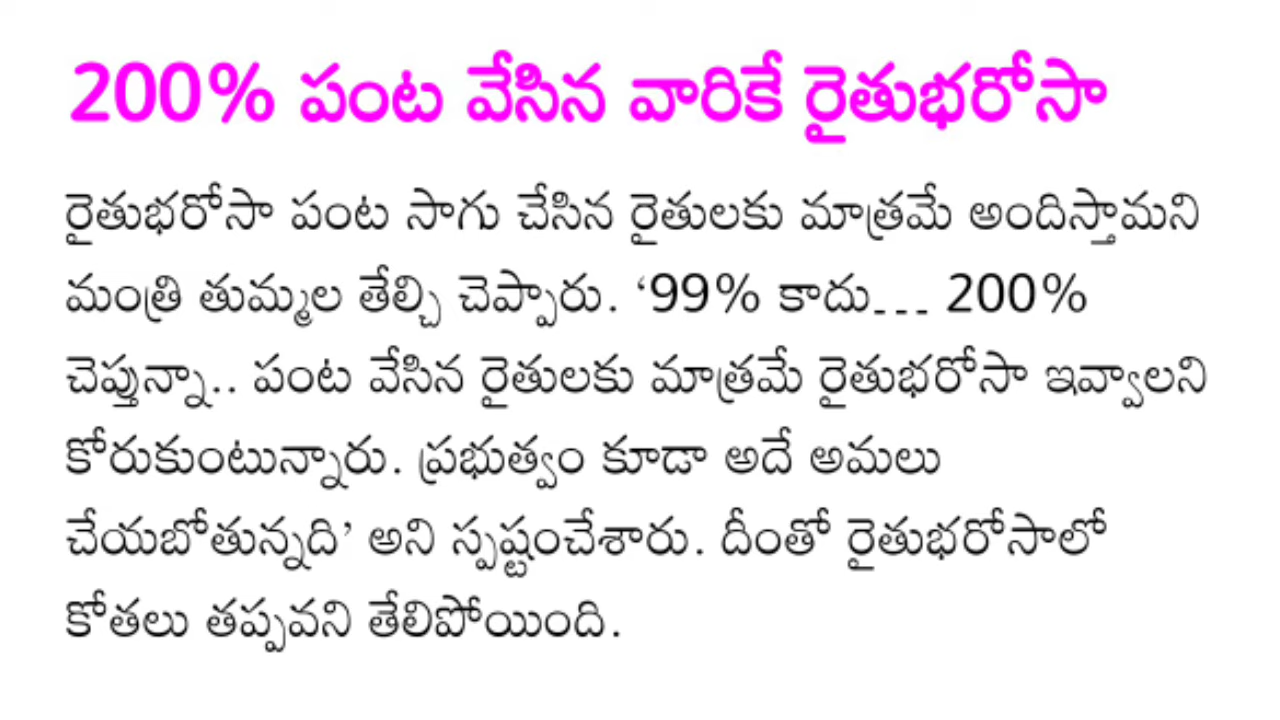 200% పంట వేసిన వారికే రైతుభరోసా
రైతుభరోసా పంట సాగు చేసిన రైతులకు మాత్రమే అందిస్తామని
మంత్రి తుమ్మల తేల్చి చెప్పారు. ‘99% కాదు... 200%
చెప్తున్నా.. పంట వేసిన రైతులకు మాత్రమే రైతుభరోసా ఇవ్వాలని
కోరుకుంటున్నారు. ప్రభుత్వం కూడా అదే అమలు
చేయబోతున్నది’ అని స్పష్టంచేశారు. దీంతో రైతుభరోసాలో
కోతలు తప్పవని తేలిపోయింది.